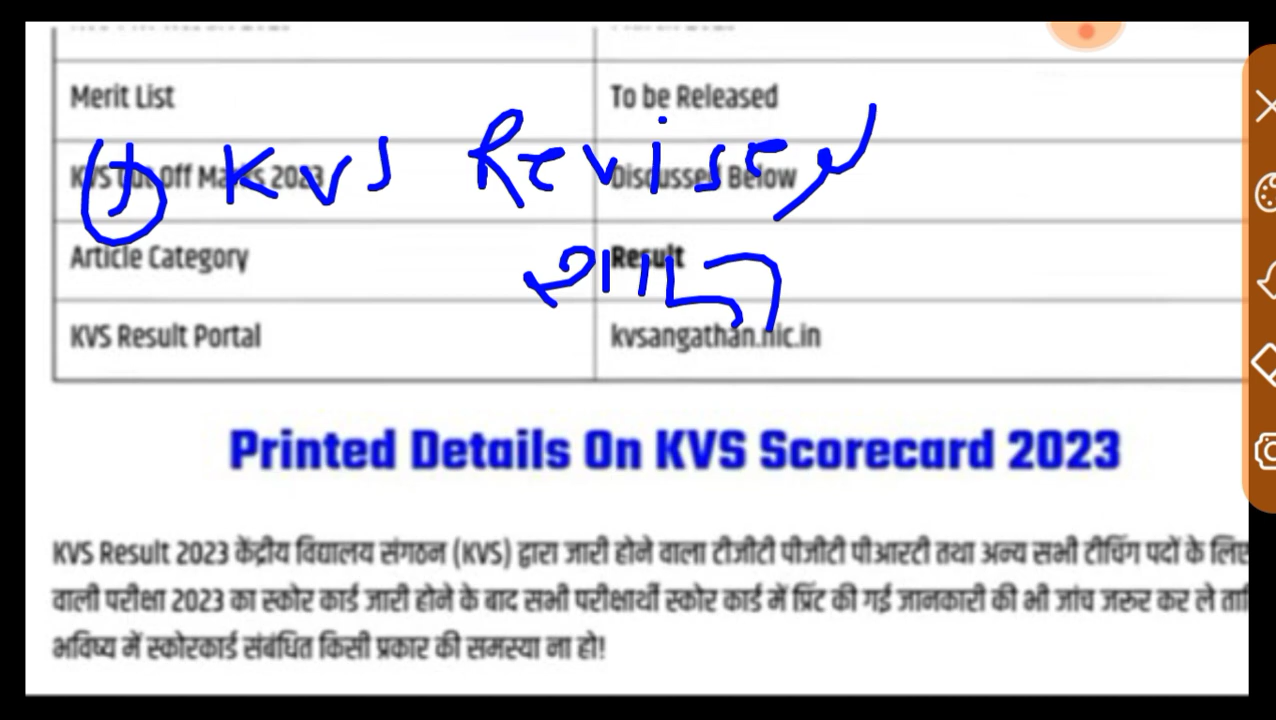 Merit List To be Released
KVS Cut Off Marks 2023 Discussed Below
① KVS Revised
Article Category Result
KVS Result Portal kvsangathan.nic.in
Printed Details On KVS Scorecard 2023
KVS Result 2023 केंद्रीय विद्यालय संगठन (KVS) द्वारा जारी होने वाला टीजीटी पीजीटी पीआरटी तथा अन्य सभी टीचिंग पदों के लिए
वाली परीक्षा 2023 का स्कोर कार्ड जारी होने के बाद सभी परीक्षार्थी स्कोर कार्ड में प्रिंट की गई जानकारी की भी जांच जरुर कर ले
भविष्य में स्कोरकार्ड संबंधित किसी प्रकार की समस्या ना हो!